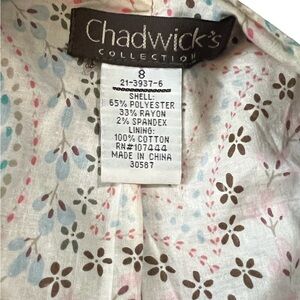 Chadwick's
COLLECTION
8
21-3937-6
SHELL:
65% POLYESTER
33% RAYON
2% SPANDEX
LINING:
100% COTTON
RN#107444
MADE IN CHINA
30587